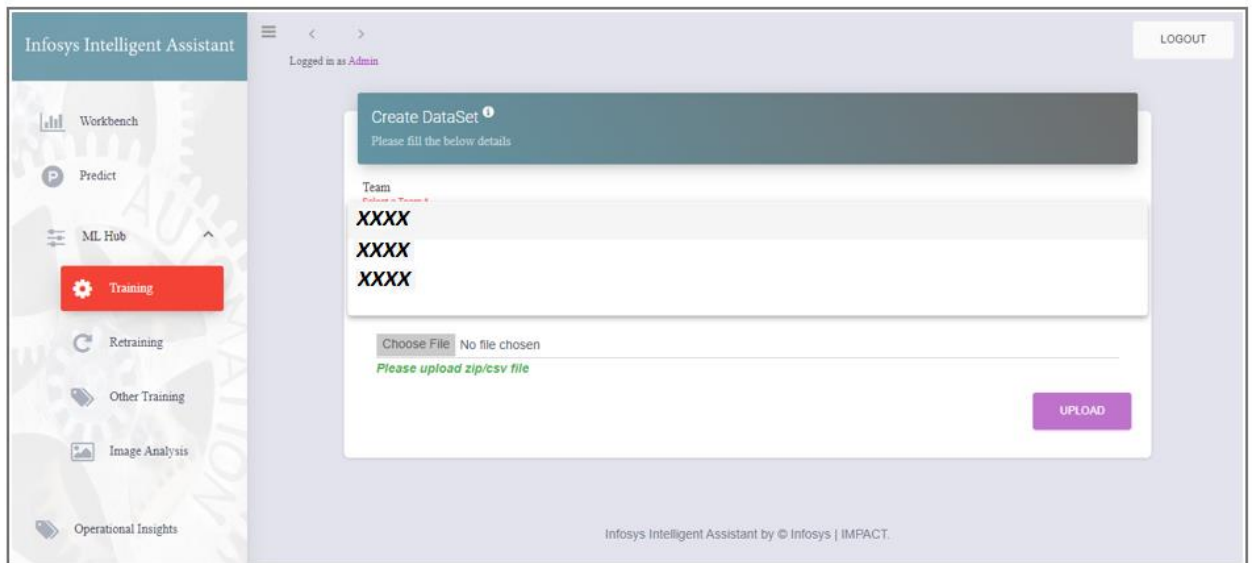 Infosys Intelligent Assistant
LOGOUT
Logged in as Admin
Workbench
Predict
ML Hub
Training
Retraining
Other Training
Image Analysis
Operational Insights
Create DataSet
Please fill the below details
Team
Select a Team *
XXXX
XXXX
XXXX
Choose File No file chosen
Please upload zip/csv file
UPLOAD
Infosys Intelligent Assistant by © Infosys | IMPACT.